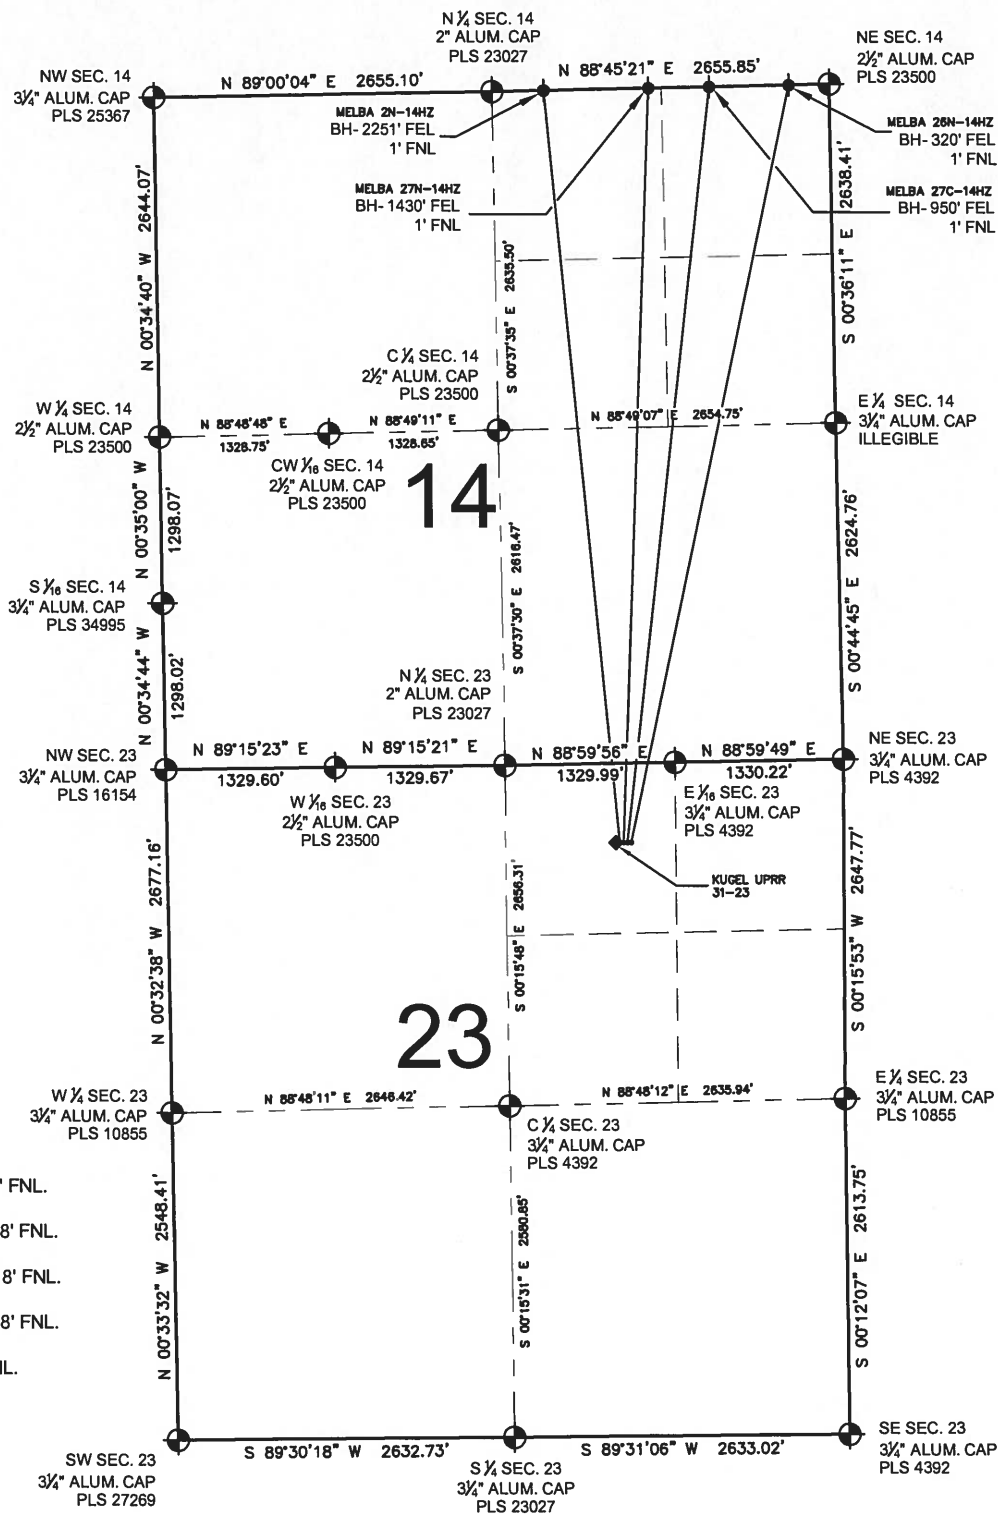 N ¼ SEC. 14
2" ALUM. CAP
PLS 23027
NE SEC. 14
2½" ALUM. CAP
PLS 23500
NW SEC. 14
3¼" ALUM. CAP
PLS 25367
N 89°00'04" E 2655.10'
N 88°45'21" E 2655.85'
MELBA 2N-14HZ
BH- 2251' FEL
1' FNL
MELBA 26N-14HZ
BH- 320' FEL
1' FNL
MELBA 27N-14HZ
BH- 1430' FEL
1' FNL
MELBA 27C-14HZ
BH- 950' FEL
1' FNL
N 00°34'40" W 2644.07'
S 00°37'35" E 2635.50'
S 00°36'11" E 2638.41'
C ¼ SEC. 14
2½" ALUM. CAP
PLS 23500
W ¼ SEC. 14
2½" ALUM. CAP
PLS 23500
N 88°48'48" E
1328.75'
N 88°49'11" E
1328.65'
N 88°49'07" E 2654.75'
E ¼ SEC. 14
3¼" ALUM. CAP
ILLEGIBLE
CW 1/16 SEC. 14
2½" ALUM. CAP
PLS 23500
14
N 00°35'00" W
1298.07'
S 00°37'30" E 2616.47'
S 00°44'45" E 2624.76'
S 1/16 SEC. 14
3¼" ALUM. CAP
PLS 34995
N 00°34'44" W
1298.02'
N ¼ SEC. 23
2" ALUM. CAP
PLS 23027
NW SEC. 23
3¼" ALUM. CAP
PLS 16154
N 89°15'23" E
1329.60'
N 89°15'21" E
1329.67'
N 88°59'56" E
1329.99'
N 88°59'49" E
1330.22'
NE SEC. 23
3¼" ALUM. CAP
PLS 4392
W 1/16 SEC. 23
2½" ALUM. CAP
PLS 23500
E 1/16 SEC. 23
3¼" ALUM. CAP
PLS 4392
KUGEL UPRR
31-23
N 00°32'38" W 2677.16'
S 00°15'48" E 2656.31'
S 00°15'53" W 2647.77'
23
W ¼ SEC. 23
3¼" ALUM. CAP
PLS 10855
N 88°48'11" E 2646.42'
N 88°48'12" E 2635.94'
E ¼ SEC. 23
3¼" ALUM. CAP
PLS 10855
C ¼ SEC. 23
3¼" ALUM. CAP
PLS 4392
' FNL.
8' FNL.
8' FNL.
8' FNL.
NL.
N 00°33'32" W 2548.41'
S 00°15'31" E 2580.85'
S 00°12'07" E 2613.75'
SW SEC. 23
3¼" ALUM. CAP
PLS 27269
S 89°30'18" W 2632.73'
S 89°31'06" W 2633.02'
S ¼ SEC. 23
3¼" ALUM. CAP
PLS 23027
SE SEC. 23
3¼" ALUM. CAP
PLS 4392